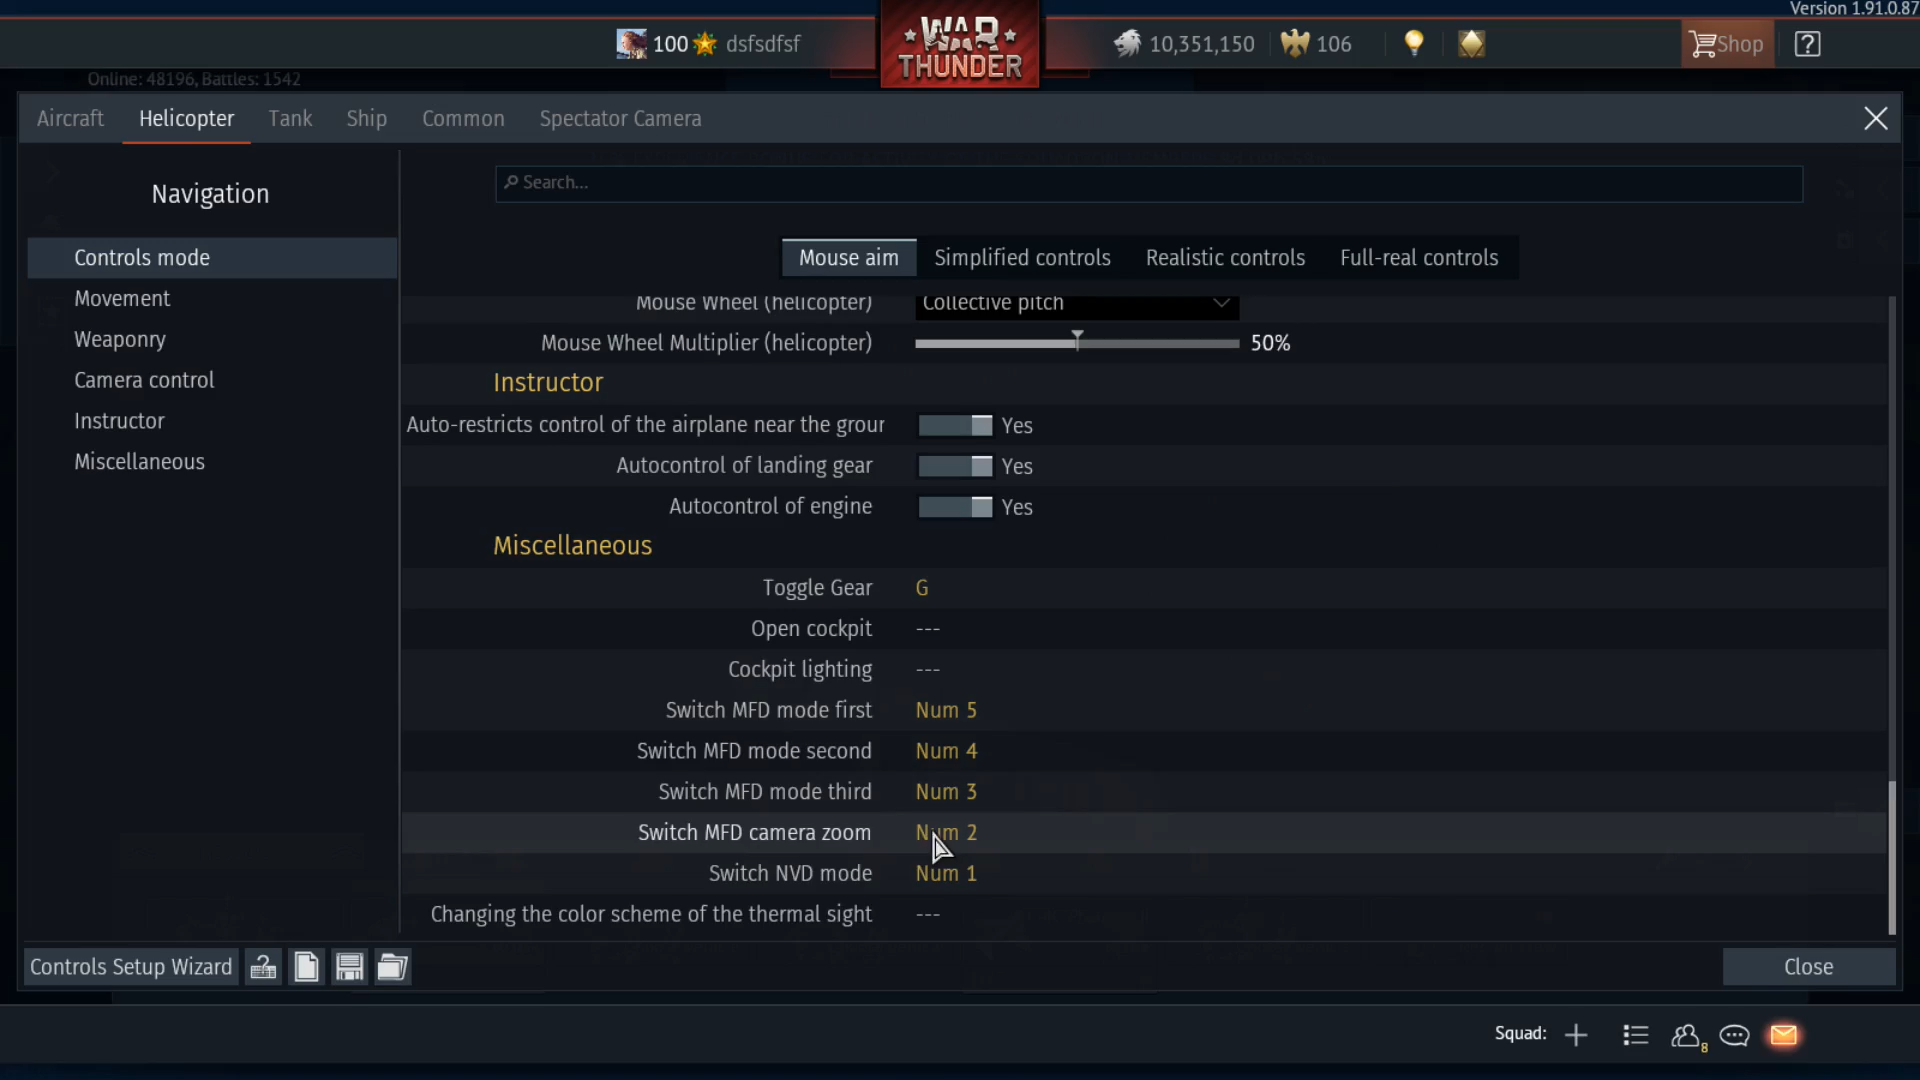 Version 1.91.0.87
100 dsfsdfsf
WAR
THUNDER
10,351,150
106
Shop
?
Online: 48196, Battles: 1542
Aircraft Helicopter Tank Ship Common Spectator Camera
Navigation
Controls mode
Movement
Weaponry
Camera control
Instructor
Miscellaneous
Search...
Mouse aim Simplified controls Realistic controls Full-real controls
Mouse Wheel (helicopter) Collective pitch
Mouse Wheel Multiplier (helicopter) 50%
Instructor
Auto-restricts control of the airplane near the grour Yes
Autocontrol of landing gear Yes
Autocontrol of engine Yes
Miscellaneous
Toggle Gear G
Open cockpit ---
Cockpit lighting ---
Switch MFD mode first Num 5
Switch MFD mode second Num 4
Switch MFD mode third Num 3
Switch MFD camera zoom Num 2
Switch NVD mode Num 1
Changing the color scheme of the thermal sight ---
Controls Setup Wizard
Close
Squad:
8